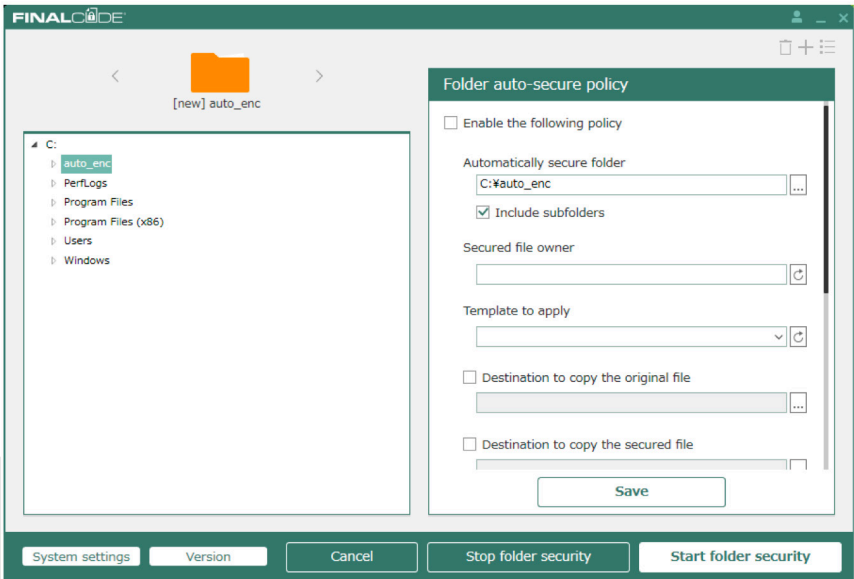 FINALCODE
[new] auto_enc
C:
auto_enc
PerfLogs
Program Files
Program Files (x86)
Users
Windows
Folder auto-secure policy
Enable the following policy
Automatically secure folder
C:¥auto_enc
...
Include subfolders
Secured file owner
Template to apply
Destination to copy the original file
...
Destination to copy the secured file
Save
System settings
Version
Cancel
Stop folder security
Start folder security